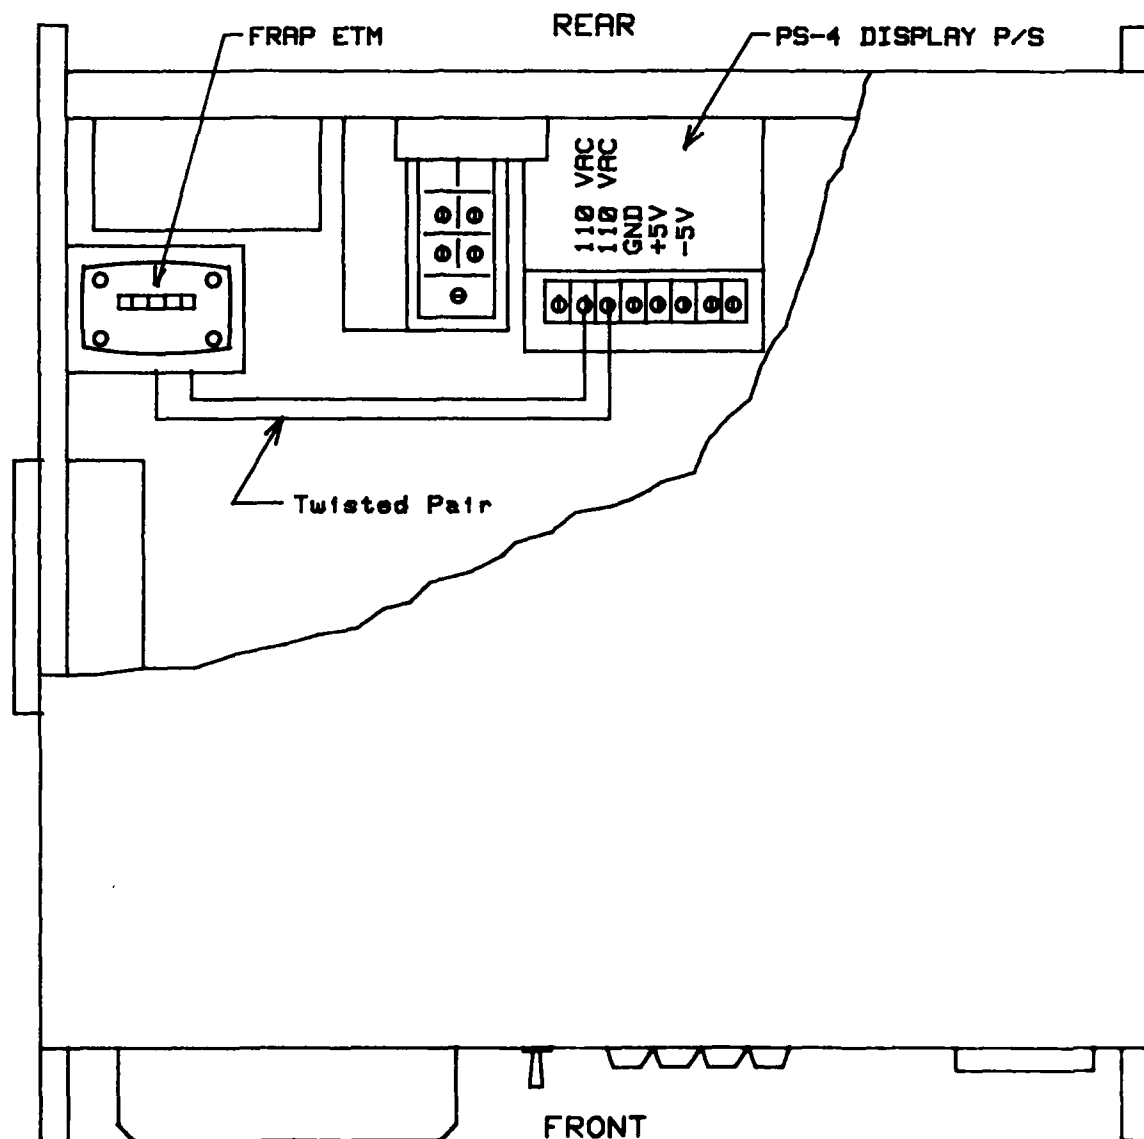 REAR
FRAP ETM
PS-4 DISPLAY P/S
110 VAC
110 VAC
GND
+5V
-5V
Twisted Pair
FRONT